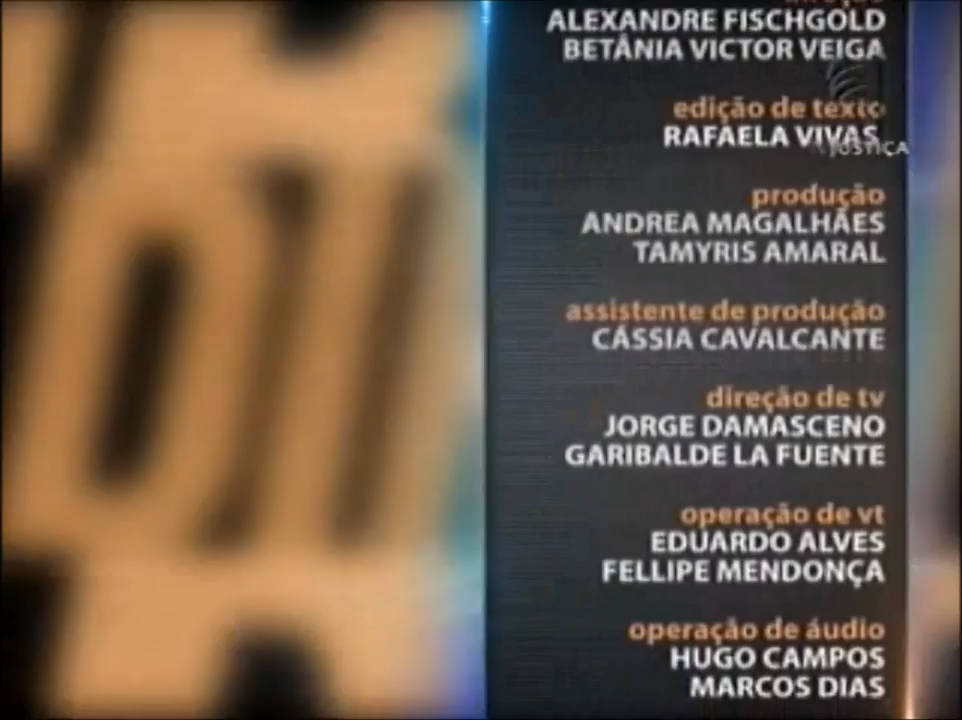 ALEXANDRE FISCHGOLD
BETÂNIA VICTOR VEIGA
edição de texto
RAFAELA VIVAS
JUSTIÇA
produção
ANDREA MAGALHÃES
TAMYRIS AMARAL
assistente de produção
CÁSSIA CAVALCANTE
direção de tv
JORGE DAMASCENO
GARIBALDE LA FUENTE
operação de vt
EDUARDO ALVES
FELLIPE MENDONÇA
operação de áudio
HUGO CAMPOS
MARCOS DIAS